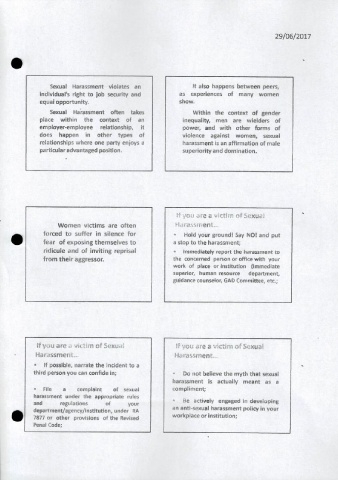 29/06/2017
Sexual Harassment violates an
individual's right to job security and
equal opportunity.
Sexual Harassment often takes
place within the context of an
employer-employee relationship, it
does happen in other types of
relationships where one party enjoys a
particular advantaged position.
It also happens between peers,
as experiences of many women
show.
Within the context of gender
inequality, men are wielders of
power, and with other forms of
violence against women, sexual
harassment is an affirmation of male
superiority and domination.
Women victims are often
forced to suffer in silence for
fear of exposing themselves to
ridicule and of inviting reprisal
from their aggressor.
If you are a victim of Sexual
Harassment...
• Hold your ground! Say NO! and put
a stop to the harassment;
• Immediately report the harassment to
the concerned person or office with your
work of place or institution (immediate
superior, human resource department,
guidance counselor, GAD Committee, etc.;
If you are a victim of Sexual
Harassment...
• If possible, narrate the incident to a
third person you can confide in;
• File a complaint of sexual
harassment under the appropriate rules
and regulations of your
department/agency/institution, under RA
7877 or other provisions of the Revised
Penal Code;
If you are a victim of Sexual
Harassment...
• Do not believe the myth that sexual
harassment is actually meant as a
compliment;
• Be actively engaged in developing
an anti-sexual harassment policy in your
workplace or institution;